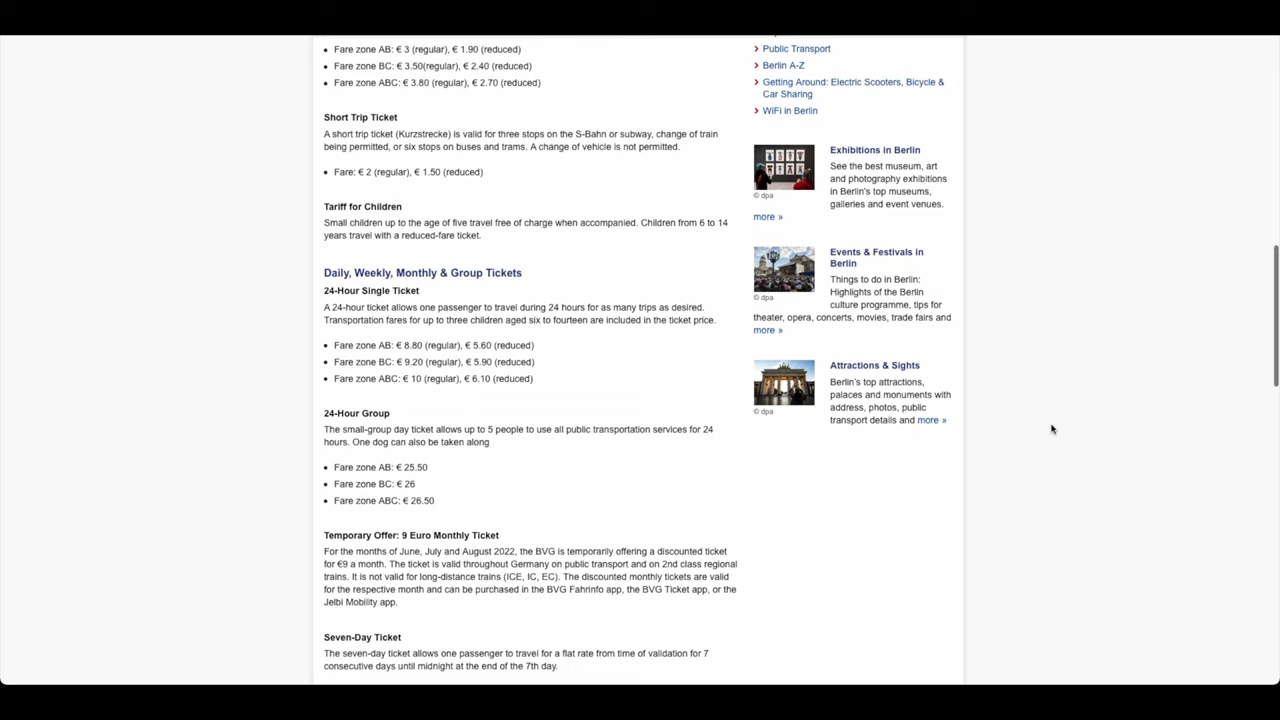 Fare zone AB: € 3 (regular), € 1.90 (reduced)
Fare zone BC: € 3.50(regular), € 2.40 (reduced)
Fare zone ABC: € 3.80 (regular), € 2.70 (reduced)
Short Trip Ticket
A short trip ticket (Kurzstrecke) is valid for three stops on the S-Bahn or subway, change of train
being permitted, or six stops on buses and trams. A change of vehicle is not permitted.
Fare: € 2 (regular), € 1.50 (reduced)
Tariff for Children
Small children up to the age of five travel free of charge when accompanied. Children from 6 to 14
years travel with a reduced-fare ticket.
Daily, Weekly, Monthly & Group Tickets
24-Hour Single Ticket
A 24-hour ticket allows one passenger to travel during 24 hours for as many trips as desired.
Transportation fares for up to three children aged six to fourteen are included in the ticket price.
Fare zone AB: € 8.80 (regular), € 5.60 (reduced)
Fare zone BC: € 9.20 (regular), € 5.90 (reduced)
Fare zone ABC: € 10 (regular), € 6.10 (reduced)
24-Hour Group
The small-group day ticket allows up to 5 people to use all public transportation services for 24
hours. One dog can also be taken along
Fare zone AB: € 25.50
Fare zone BC: € 26
Fare zone ABC: € 26.50
Temporary Offer: 9 Euro Monthly Ticket
For the months of June, July and August 2022, the BVG is temporarily offering a discounted ticket
for €9 a month. The ticket is valid throughout Germany on public transport and on 2nd class regional
trains. It is not valid for long-distance trains (ICE, IC, EC). The discounted monthly tickets are valid
for the respective month and can be purchased in the BVG Fahrinfo app, the BVG Ticket app, or the
Jelbi Mobility app.
Seven-Day Ticket
The seven-day ticket allows one passenger to travel for a flat rate from time of validation for 7
consecutive days until midnight at the end of the 7th day.
Public Transport
Berlin A-Z
Getting Around: Electric Scooters, Bicycle &
Car Sharing
WiFi in Berlin
Exhibitions in Berlin
See the best museum, art
and photography exhibitions
in Berlin's top museums,
galleries and event venues.
© dpa
more »
Events & Festivals in
Berlin
Things to do in Berlin:
Highlights of the Berlin
culture programme, tips for
© dpa
theater, opera, concerts, movies, trade fairs and
more »
Attractions & Sights
Berlin's top attractions,
palaces and monuments with
address, photos, public
transport details and more »
© dpa